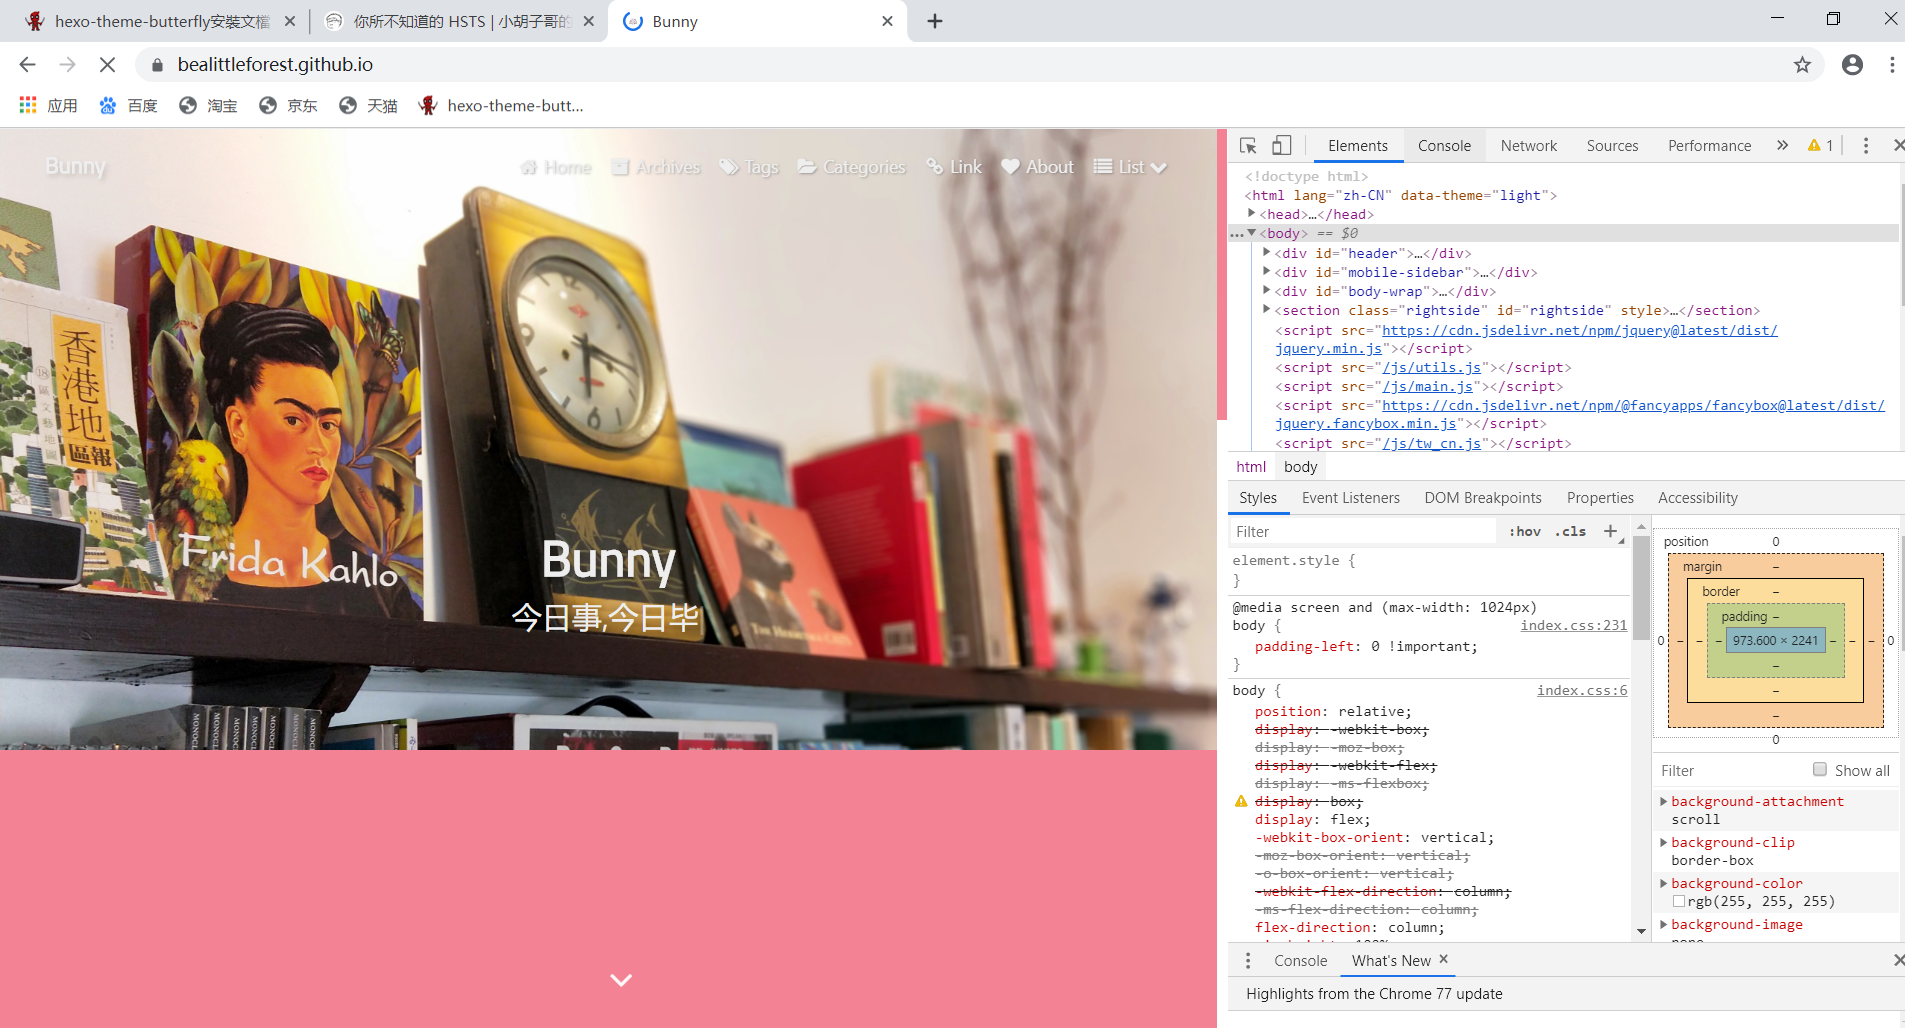 hexo-theme-butterfly安裝文檔
你所不知道的 HSTS | 小胡子哥的
Bunny
bealittleforest.github.io
应用 百度 淘宝 京东 天猫 hexo-theme-butt...
Bunny Home Archives Tags Categories Link About List
香港地
⑱區
區報
Frida Kahlo
Bunny
今日事,今日毕
MONOCLE MONOCLE MONOCLE
Elements Console Network Sources Performance » 1
<!doctype html>
<html lang="zh-CN" data-theme="light">
<head>…</head>
... <body> == $0
<div id="header">…</div>
<div id="mobile-sidebar">…</div>
<div id="body-wrap">…</div>
<section class="rightside" id="rightside" style>…</section>
<script src="https://cdn.jsdelivr.net/npm/jquery@latest/dist/
jquery.min.js"></script>
<script src="/js/utils.js"></script>
<script src="/js/main.js"></script>
<script src="https://cdn.jsdelivr.net/npm/@fancyapps/fancybox@latest/dist/
jquery.fancybox.min.js"></script>
<script src="/js/tw_cn.js"></script>
html body
Styles Event Listeners DOM Breakpoints Properties Accessibility
Filter :hov .cls +
element.style {
}
@media screen and (max-width: 1024px)
body { index.css:231
padding-left: 0 !important;
}
body { index.css:6
position: relative;
display: -webkit-box;
display: -moz-box;
display: -webkit-flex;
display: -ms-flexbox;
display: box;
display: flex;
-webkit-box-orient: vertical;
-moz-box-orient: vertical;
-o-box-orient: vertical;
-webkit-flex-direction: column;
-ms-flex-direction: column;
flex-direction: column;
position 0
margin –
border –
padding –
0 – – – 973.600 × 2241 – – – 0
–
–
–
0
Filter Show all
background-attachment
scroll
background-clip
border-box
background-color
rgb(255, 255, 255)
background-image
Console What's New ×
Highlights from the Chrome 77 update